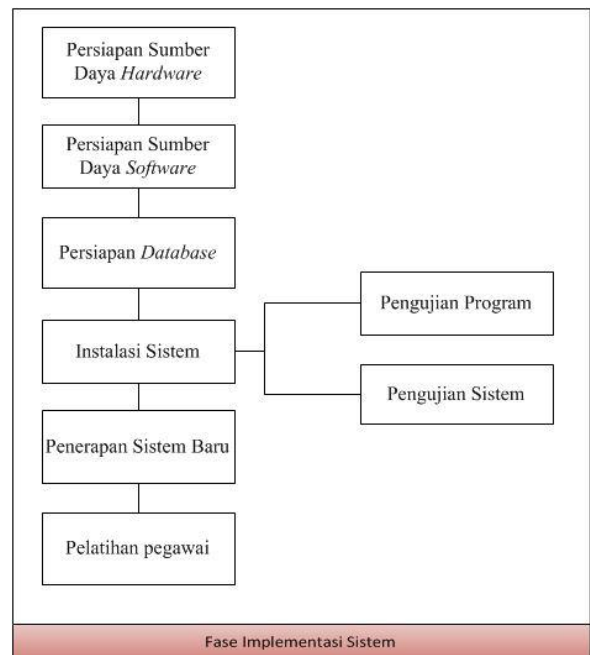 Persiapan Sumber
Daya Hardware
Persiapan Sumber
Daya Software
Persiapan Database
Instalasi Sistem
Pengujian Program
Pengujian Sistem
Penerapan Sistem Baru
Pelatihan pegawai
Fase Implementasi Sistem